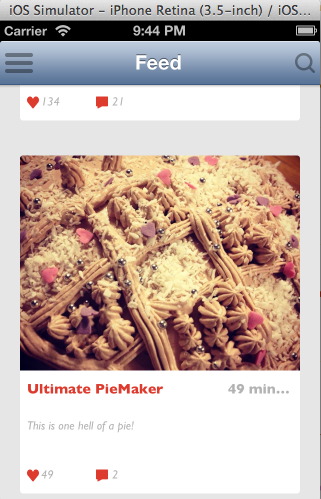 iOS Simulator - iPhone Retina (3.5-inch) / iOS...
Carrier 9:44 PM
Feed
134 21
Ultimate PieMaker 49 min...
This is one hell of a pie!
49 2